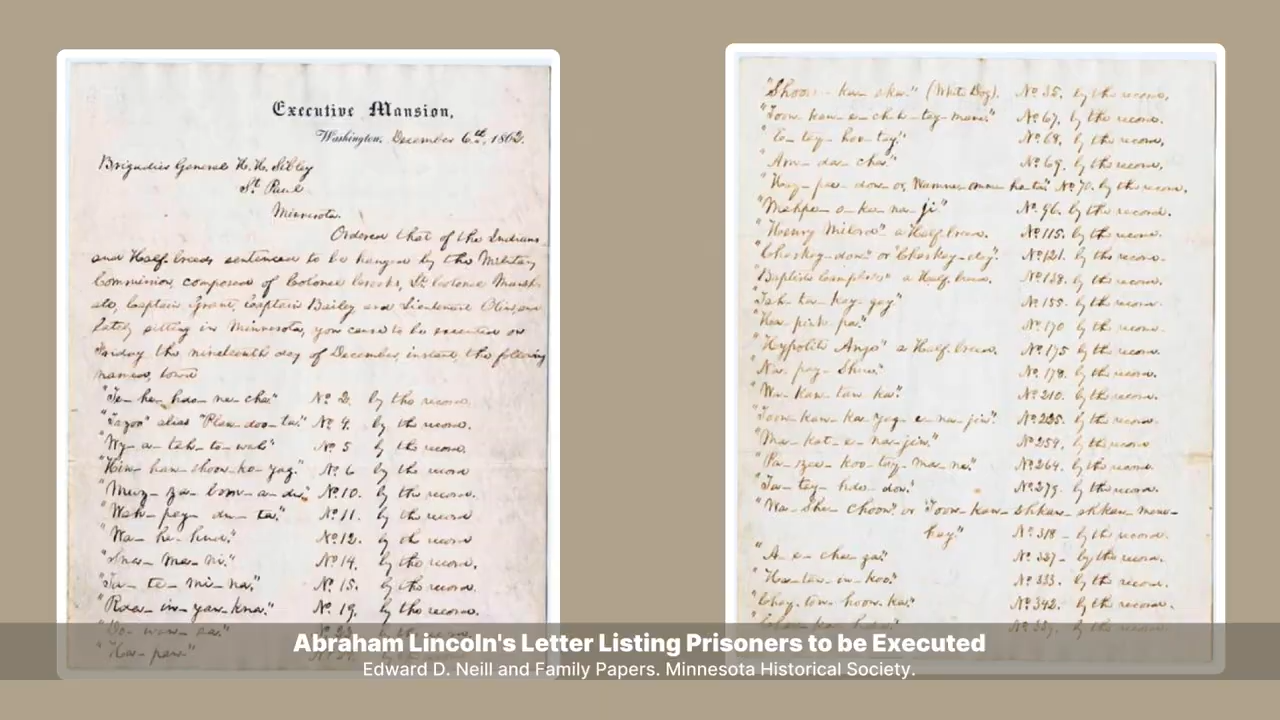 Executive Mansion,
Washington, December 6th, 1862.
Brigadier General H. H. Sibley
St. Paul
Minnesota.
Ordered that of the Indians
and Half-breeds sentenced to be hanged by the Military
Commission, composed of Colonel Crooks, Lt. Colonel Marsh-
all, Captain Grant, Captain Bailey, and Lieutenant Olin, and
lately sitting in Minnesota, you cause to be executed on
Friday the nineteenth day of December, instant, the following
named, towit
"Te-he-hdo-ne-cha" No. 2. by the record.
"Tazoo" alias "Plan-doo-ta." No. 4. by the record.
"Wy-a-tah-to-wah" No. 5 by the record.
"Hin-han-shoon-ko-yag." No. 6 by the record
"Muz-za-bom-a-du." No. 10. by the record.
"Wah-pay-du-ta." No. 11. by the record
"Wa-he-hud." No. 12. by the record.
"Sna-ma-ni." No. 14. by the record.
"Ta-te-mi-na." No. 15. by the record.
"Rda-in-yan-kna." No. 19. by the record.
"Do-wan-sa."
"Ha-pan."
"Shoon-ka-ska." (White Dog). No. 35. by the record.
"Toon-kan-e-chah-tay-mane." No. 67. by the record.
"E-tay-hoo-tay." No. 68. by the record.
"Am-da-cha." No. 69. by the record.
"Hay-pee-don or, Wamne-omne-ho-ta." No. 70. by the record.
"Mahpe-o-ke-na-ji" No. 96. by the record.
"Henry Milord" a Half-breed. No. 115. by the record.
"Chaskay-don" or "Chaskay-etay." No. 121. by the record.
"Baptiste Campbell" a Halfbreed. No. 138. by the record.
"Tah-ta-kay-gay." No. 155. by the record.
"Ha-pink-pa." No. 170 by the record.
"Hypolite Ange" a Half-breed. No. 175 by the record.
"Na-pay-Shue." No. 178. by the record.
"Wa-kan-tan-ka." No. 210. by the record.
"Toon-kan-ka-yag-e-na-jin." No. 225. by the record.
"Ma-kat-e-na-jin." No. 254. by the record.
"Pa-zee-koo-tay-ma-ne." No. 264. by the record.
"Ta-tay-hde-don." No. 279. by the record.
"Wa-She-choon," or "Toon-kan-shkan-shkan-mene-
hay." No. 318 by the record.
"A-e-cha-ga." No. 327. by the record.
"Ha-tan-in-koo." No. 333. by the record.
"Chay-ton-hoon-ka." No. 342. by the record.
by the record.
Abraham Lincoln's Letter Listing Prisoners to be Executed
Edward D. Neill and Family Papers. Minnesota Historical Society.